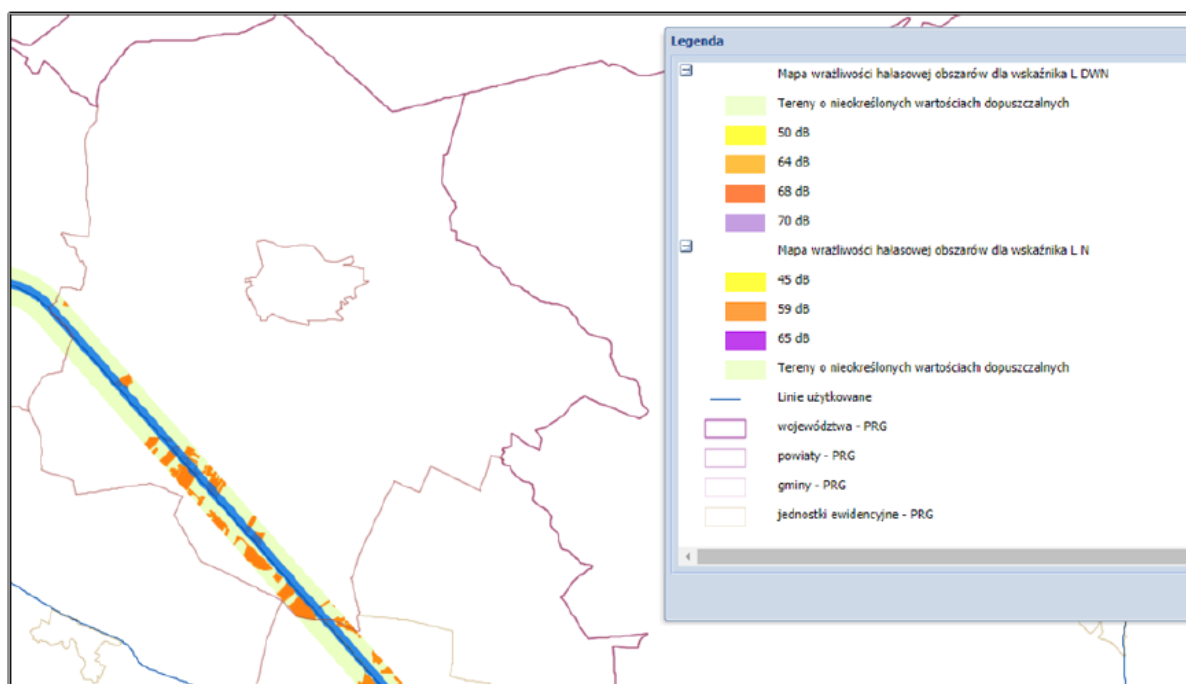 Legenda
Mapa wrażliwości hałasowej obszarów dla wskaźnika L DWN
Tereny o nieokreślonych wartościach dopuszczalnych
50 dB
64 dB
68 dB
70 dB
Mapa wrażliwości hałasowej obszarów dla wskaźnika L N
45 dB
59 dB
65 dB
Tereny o nieokreślonych wartościach dopuszczalnych
Linie użytkowane
województwa - PRG
powiaty - PRG
gminy - PRG
jednostki ewidencyjne - PRG